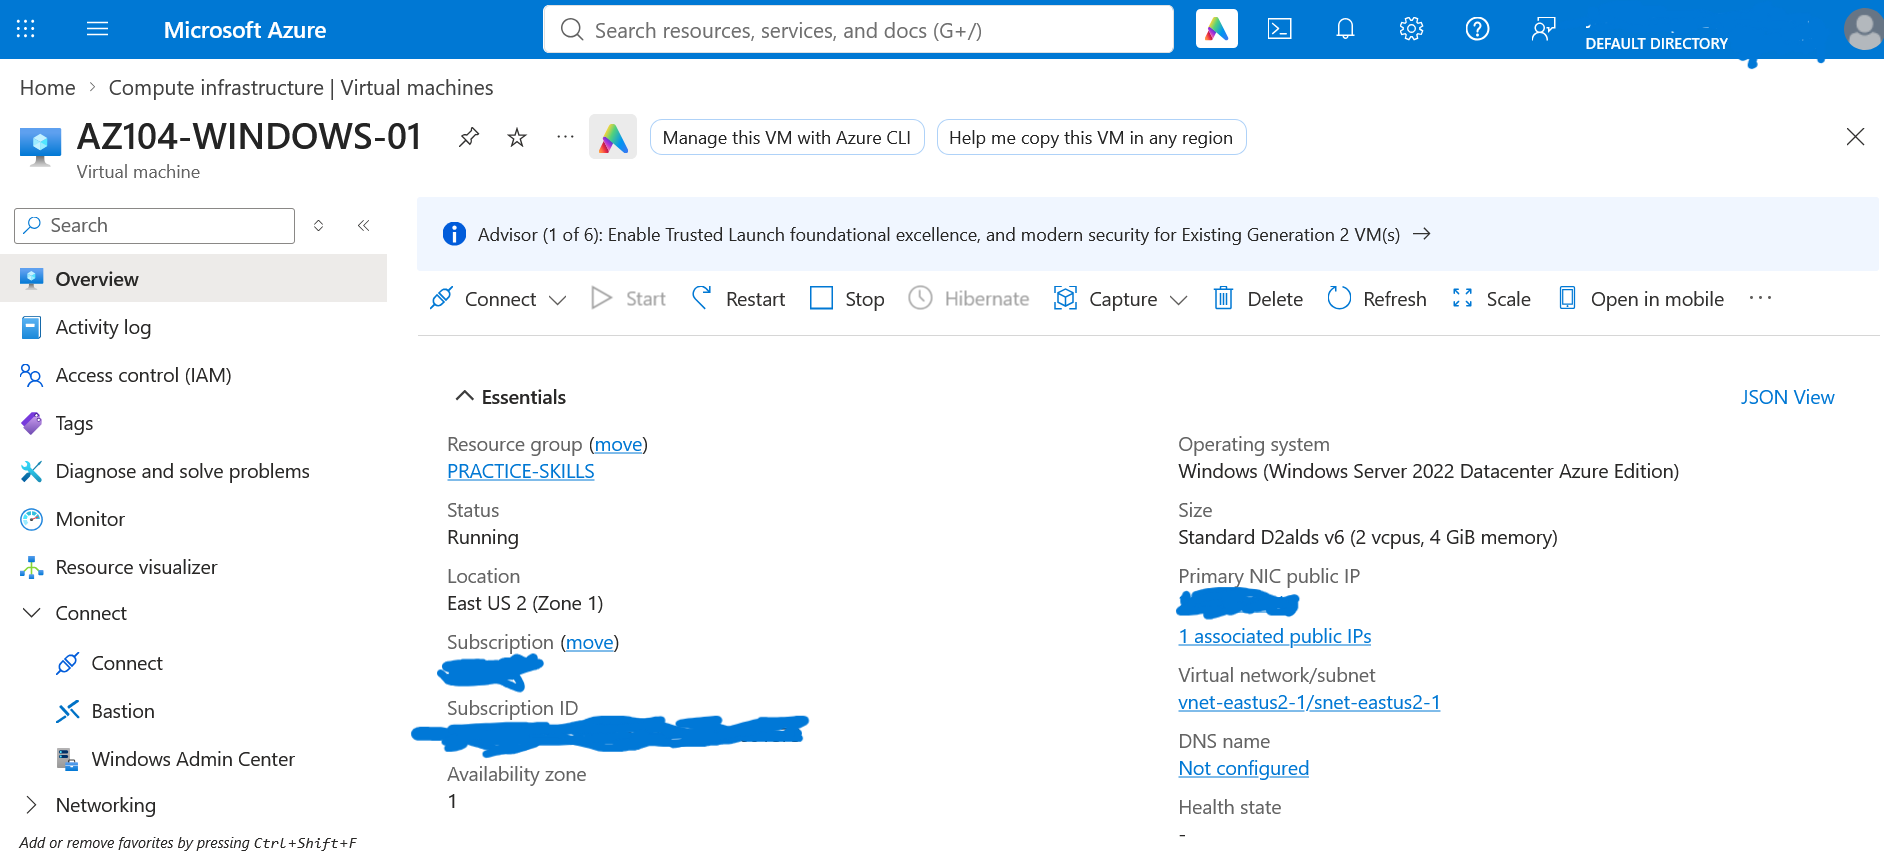 Microsoft Azure
Search resources, services, and docs (G+/)
DEFAULT DIRECTORY
Home > Compute infrastructure | Virtual machines
AZ104-WINDOWS-01
Virtual machine
Manage this VM with Azure CLI
Help me copy this VM in any region
Search
Overview
Activity log
Access control (IAM)
Tags
Diagnose and solve problems
Monitor
Resource visualizer
Connect
Connect
Bastion
Windows Admin Center
Networking
Add or remove favorites by pressing Ctrl+Shift+F
Advisor (1 of 6): Enable Trusted Launch foundational excellence, and modern security for Existing Generation 2 VM(s) →
Connect Start Restart Stop Hibernate Capture Delete Refresh Scale Open in mobile ...
Essentials
JSON View
Resource group (move)
PRACTICE-SKILLS
Status
Running
Location
East US 2 (Zone 1)
Subscription (move)
Subscription ID
Availability zone
1
Operating system
Windows (Windows Server 2022 Datacenter Azure Edition)
Size
Standard D2alds v6 (2 vcpus, 4 GiB memory)
Primary NIC public IP
1 associated public IPs
Virtual network/subnet
vnet-eastus2-1/snet-eastus2-1
DNS name
Not configured
Health state
-